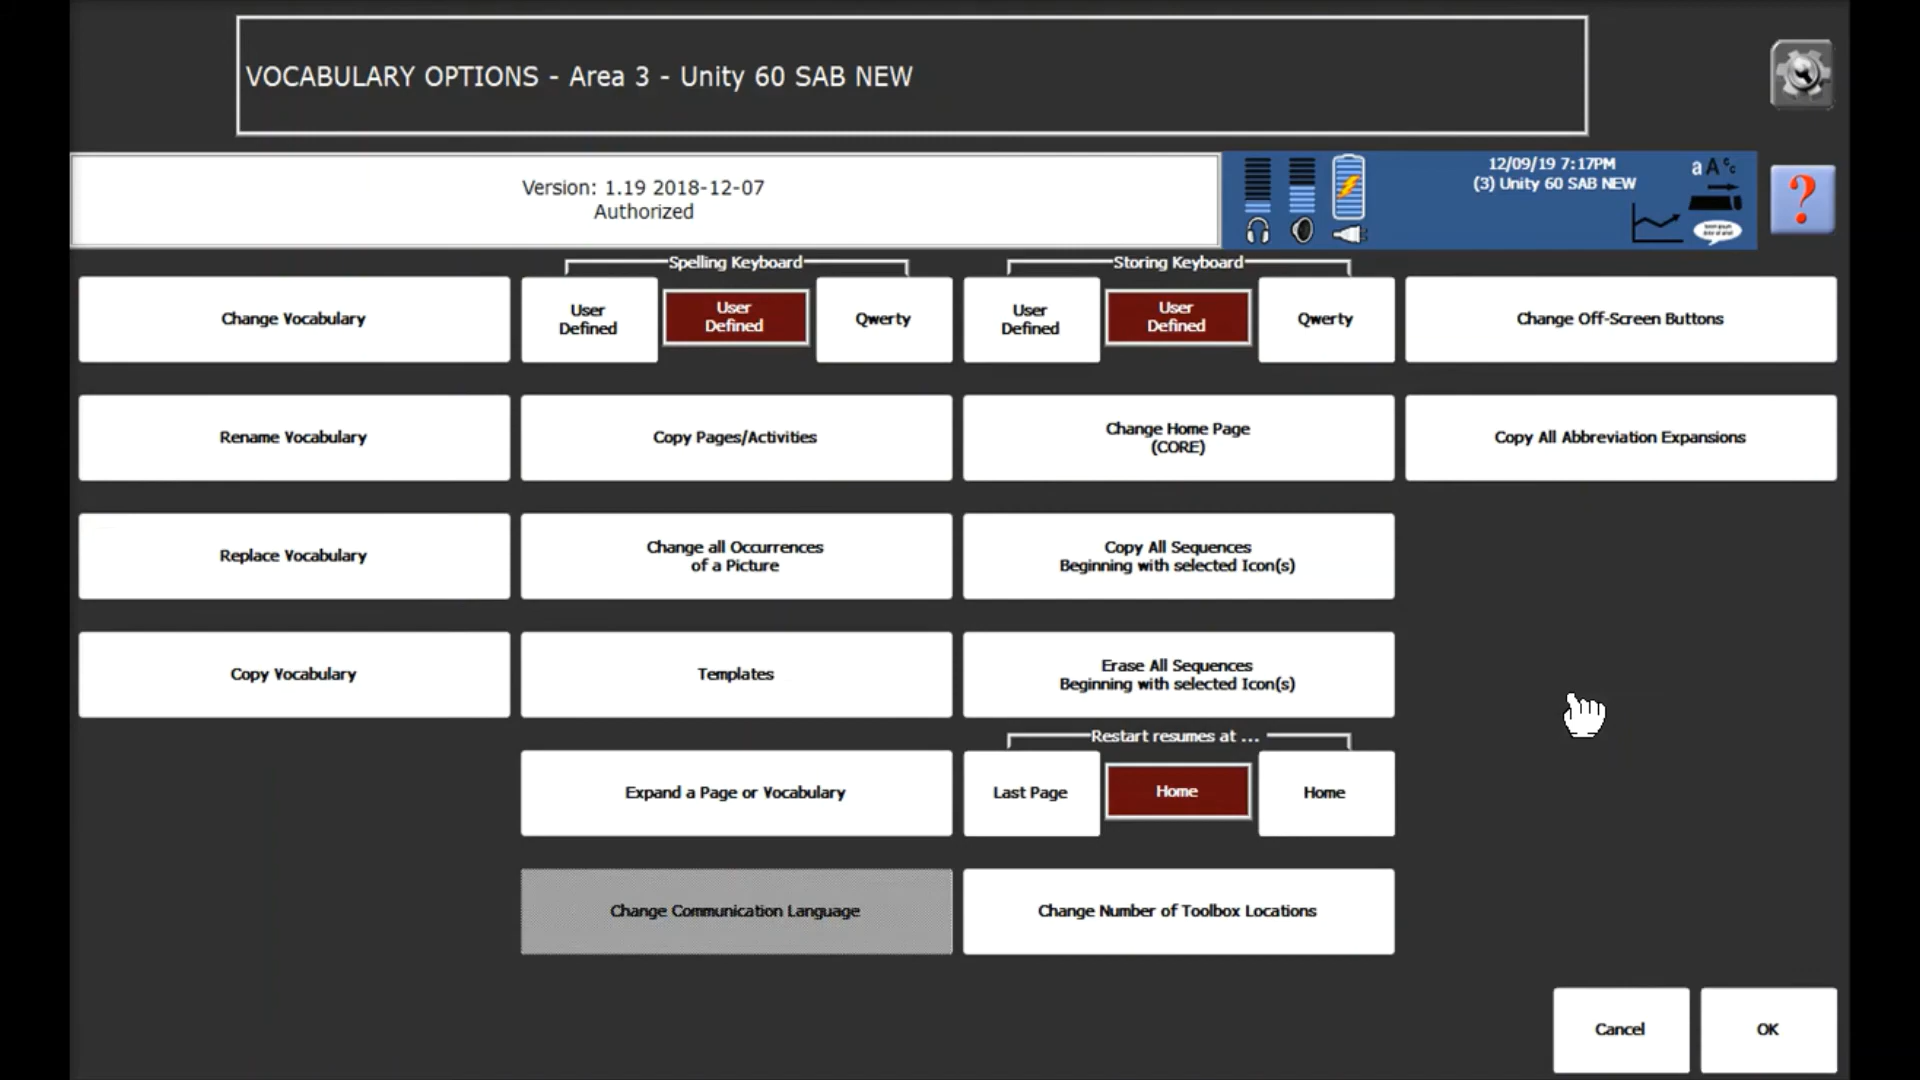 VOCABULARY OPTIONS - Area 3 - Unity 60 SAB NEW
Version: 1.19 2018-12-07
Authorized
12/09/19 7:17PM
(3) Unity 60 SAB NEW
a A c c
?
Spelling Keyboard
Storing Keyboard
Change Vocabulary
User
Defined
User
Defined
Qwerty
User
Defined
User
Defined
Qwerty
Change Off-Screen Buttons
Rename Vocabulary
Copy Pages/Activities
Change Home Page
(CORE)
Copy All Abbreviation Expansions
Replace Vocabulary
Change all Occurrences
of a Picture
Copy All Sequences
Beginning with selected Icon(s)
Copy Vocabulary
Templates
Erase All Sequences
Beginning with selected Icon(s)
Restart resumes at ...
Expand a Page or Vocabulary
Last Page
Home
Home
Change Communication Language
Change Number of Toolbox Locations
Cancel
OK